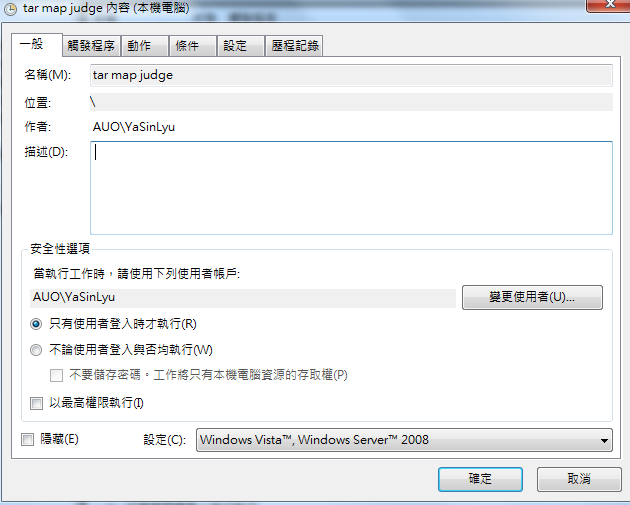 tar map judge 內容 (本機電腦)
一般 觸發程序 動作 條件 設定 歷程記錄
名稱(M): tar map judge
位置: \
作者: AUO\YaSinLyu
描述(D):
安全性選項
當執行工作時，請使用下列使用者帳戶:
AUO\YaSinLyu 變更使用者(U)...
只有使用者登入時才執行(R)
不論使用者登入與否均執行(W)
不要儲存密碼。工作將只有本機電腦資源的存取權(P)
以最高權限執行(I)
隱藏(E) 設定(C): Windows Vista™, Windows Server™ 2008
確定 取消